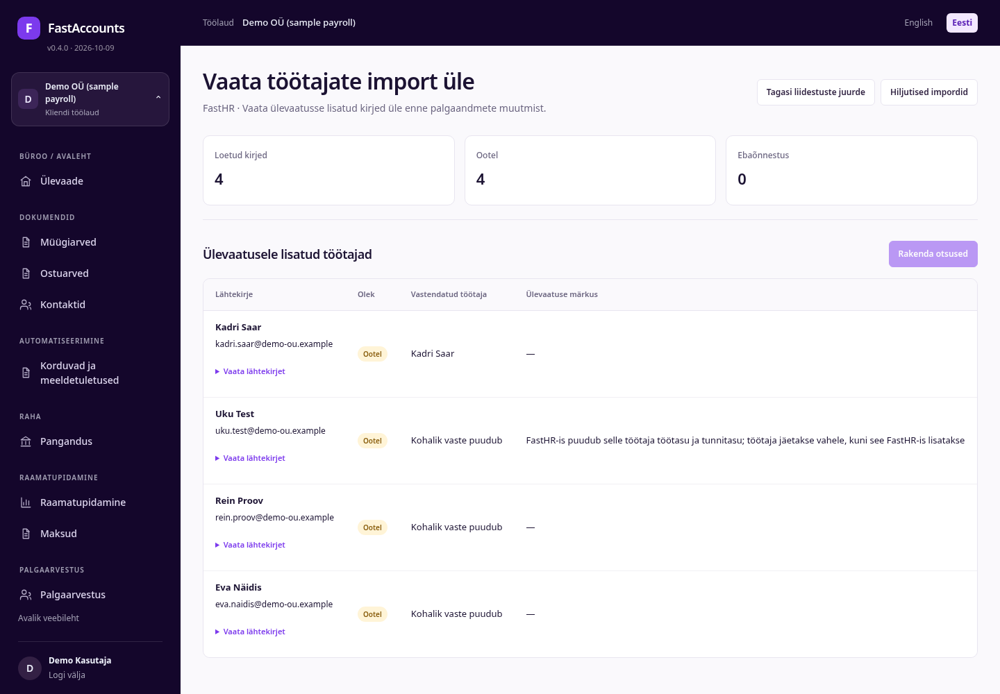 F FastAccounts
v0.4.0 · 2026-10-09
D
Demo OÜ (sample
payroll)
Kliendi töölaud
BÜROO / AVALEHT
Ülevaade
DOKUMENDID
Müügiarved
Ostuarved
Kontaktid
AUTOMATISEERIMINE
Korduvad ja
meeldetuletused
RAHA
Pangandus
RAAMATUPIDAMINE
Raamatupidamine
Maksud
PALGAARVESTUS
Palgaarvestus
Avalik veebileht
D
Demo Kasutaja
Logi välja
Töölaud Demo OÜ (sample payroll)
English Eesti
Vaata töötajate import üle
FastHR · Vaata ülevaatusse lisatud kirjed üle enne palgaandmete muutmist.
Tagasi liidestuste juurde Hiljutised impordid
Loetud kirjed
4
Ootel
4
Ebaõnnestus
0
Ülevaatusele lisatud töötajad
Rakenda otsused
Lähtekirje Olek Vastendatud töötaja Ülevaatuse märkus
Kadri Saar
kadri.saar@demo-ou.example
Ootel Kadri Saar —
Vaata lähtekirjet
Uku Test
uku.test@demo-ou.example
Ootel Kohalik vaste puudub FastHR-is puudub selle töötaja töötasu ja tunnitasu; töötaja jäetakse vahele, kuni see FastHR-is lisatakse
Vaata lähtekirjet
Rein Proov
rein.proov@demo-ou.example
Ootel Kohalik vaste puudub —
Vaata lähtekirjet
Eva Näidis
eva.naidis@demo-ou.example
Ootel Kohalik vaste puudub —
Vaata lähtekirjet